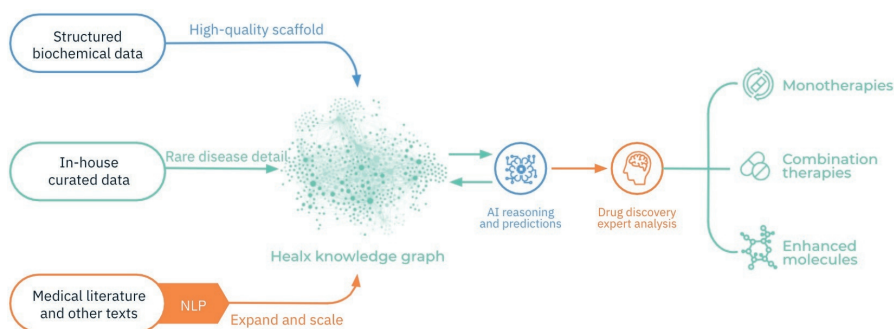 Structured
biochemical data
High-quality scaffold
In-house
curated data
Rare disease detail
Medical literature
and other texts
NLP
Expand and scale
Healx knowledge graph
AI reasoning
and predictions
Drug discovery
expert analysis
Monotherapies
Combination
therapies
Enhanced
molecules